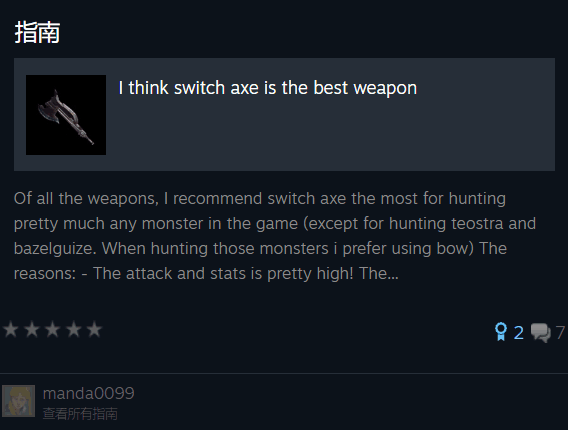 指南
I think switch axe is the best weapon
Of all the weapons, I recommend switch axe the most for hunting
pretty much any monster in the game (except for hunting teostra and
bazelguize. When hunting those monsters i prefer using bow) The
reasons: - The attack and stats is pretty high! The...
2 7
manda0099
查看所有指南